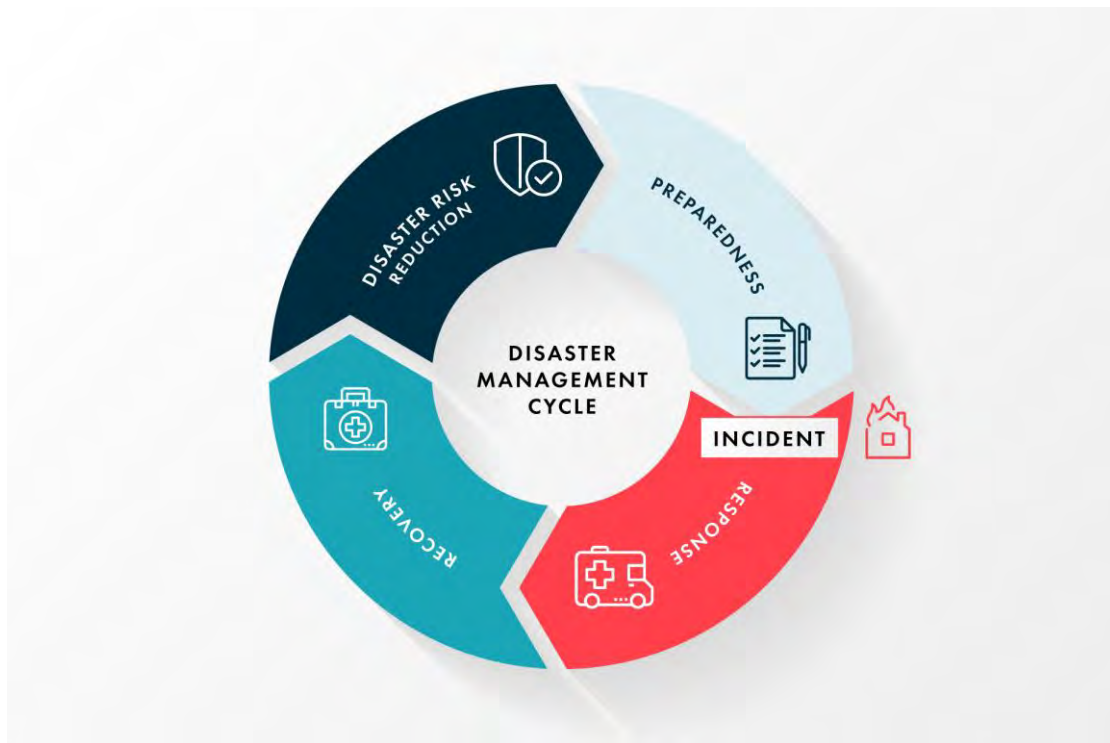 DISASTER RISK
REDUCTION
PREPAREDNESS
DISASTER
MANAGEMENT
CYCLE
INCIDENT
RESPONSE
RECOVERY